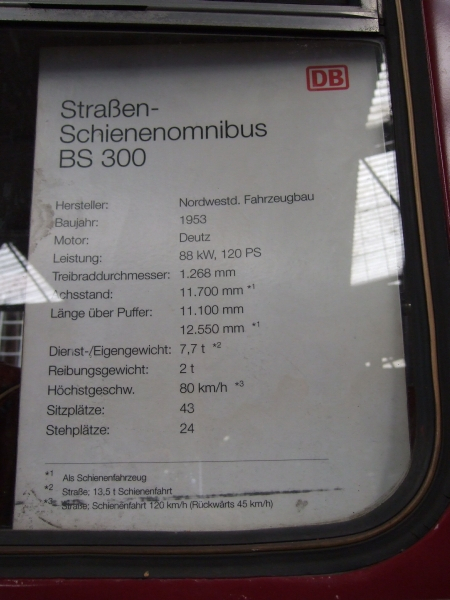 DB
Straßen-
Schienenomnibus
BS 300
Hersteller: Nordwestd. Fahrzeugbau
Baujahr: 1953
Motor: Deutz
Leistung: 88 kW, 120 PS
Treibraddurchmesser: 1.268 mm
Achsstand: 11.700 mm *1
Länge über Puffer: 11.100 mm
12.550 mm *1
Dienst-/Eigengewicht: 7,7 t *2
Reibungsgewicht: 2 t
Höchstgeschw. 80 km/h *3
Sitzplätze: 43
Stehplätze: 24
*1 Als Schienenfahrzeug
*2 Straße; 13,5 t Schienenfahrt
*3 Straße; Schienenfahrt 120 km/h (Rückwärts 45 km/h)